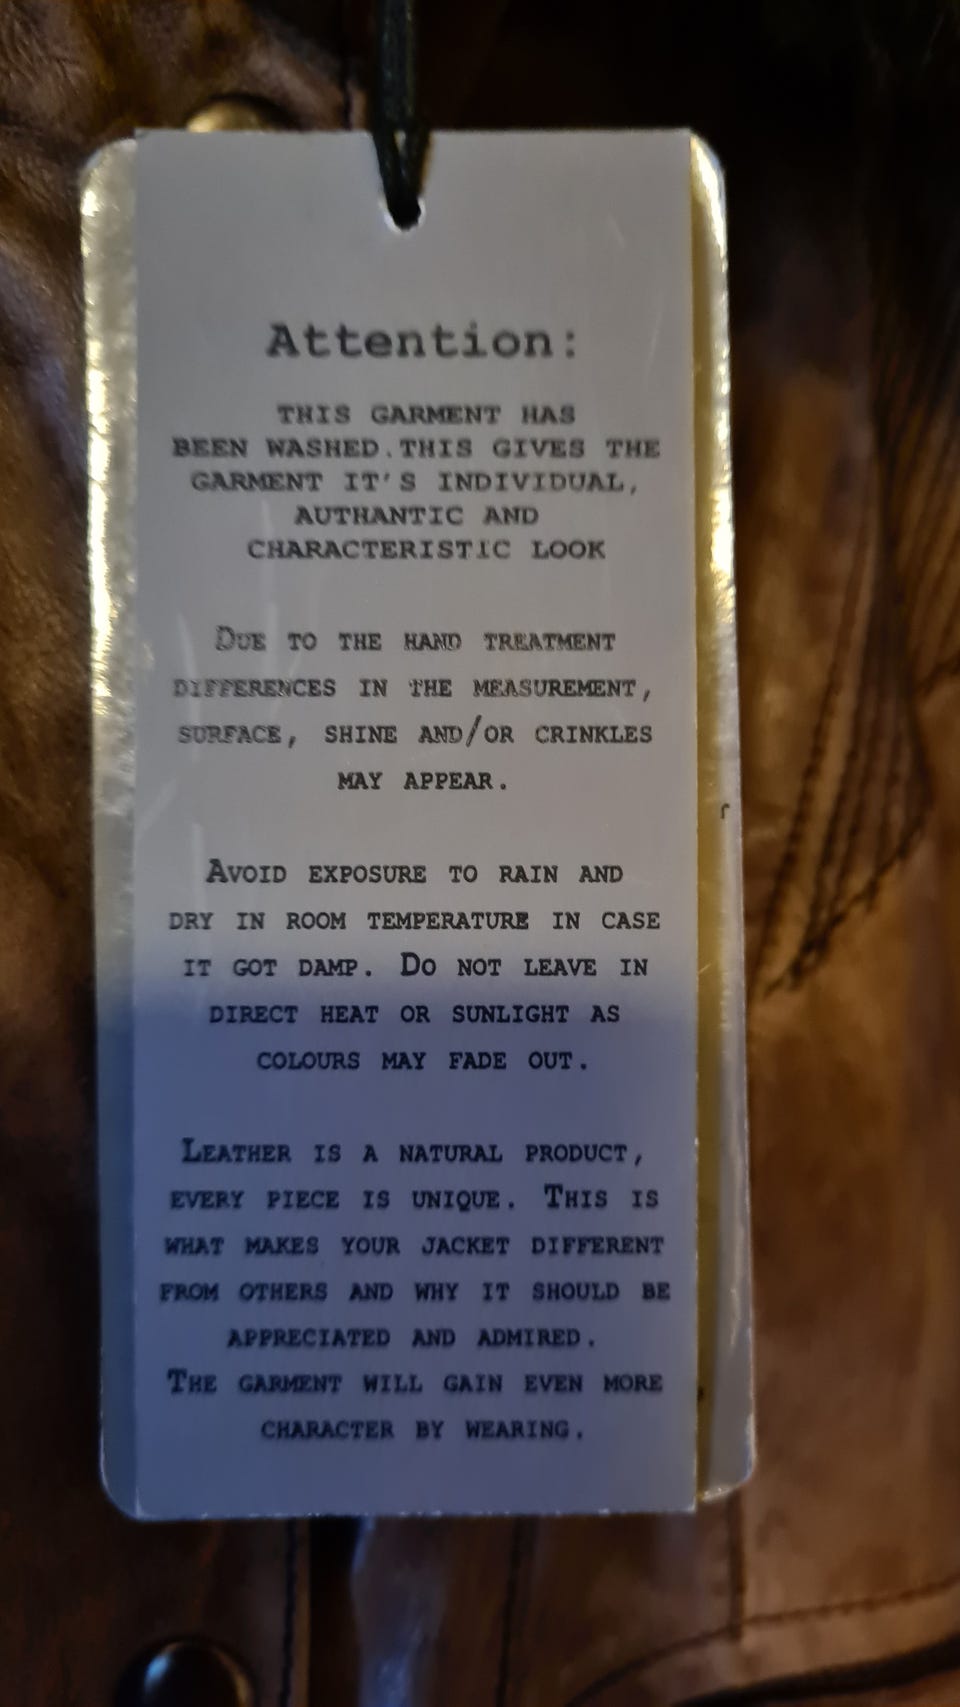 Attention:
THIS GARMENT HAS
BEEN WASHED.THIS GIVES THE
GARMENT IT'S INDIVIDUAL,
AUTHANTIC AND
CHARACTERISTIC LOOK
DUE TO THE HAND TREATMENT
DIFFERENCES IN THE MEASUREMENT,
SURFACE, SHINE AND/OR CRINKLES
MAY APPEAR.
AVOID EXPOSURE TO RAIN AND
DRY IN ROOM TEMPERATURE IN CASE
IT GOT DAMP. DO NOT LEAVE IN
DIRECT HEAT OR SUNLIGHT AS
COLOURS MAY FADE OUT.
LEATHER IS A NATURAL PRODUCT,
EVERY PIECE IS UNIQUE. THIS IS
WHAT MAKES YOUR JACKET DIFFERENT
FROM OTHERS AND WHY IT SHOULD BE
APPRECIATED AND ADMIRED.
THE GARMENT WILL GAIN EVEN MORE
CHARACTER BY WEARING.